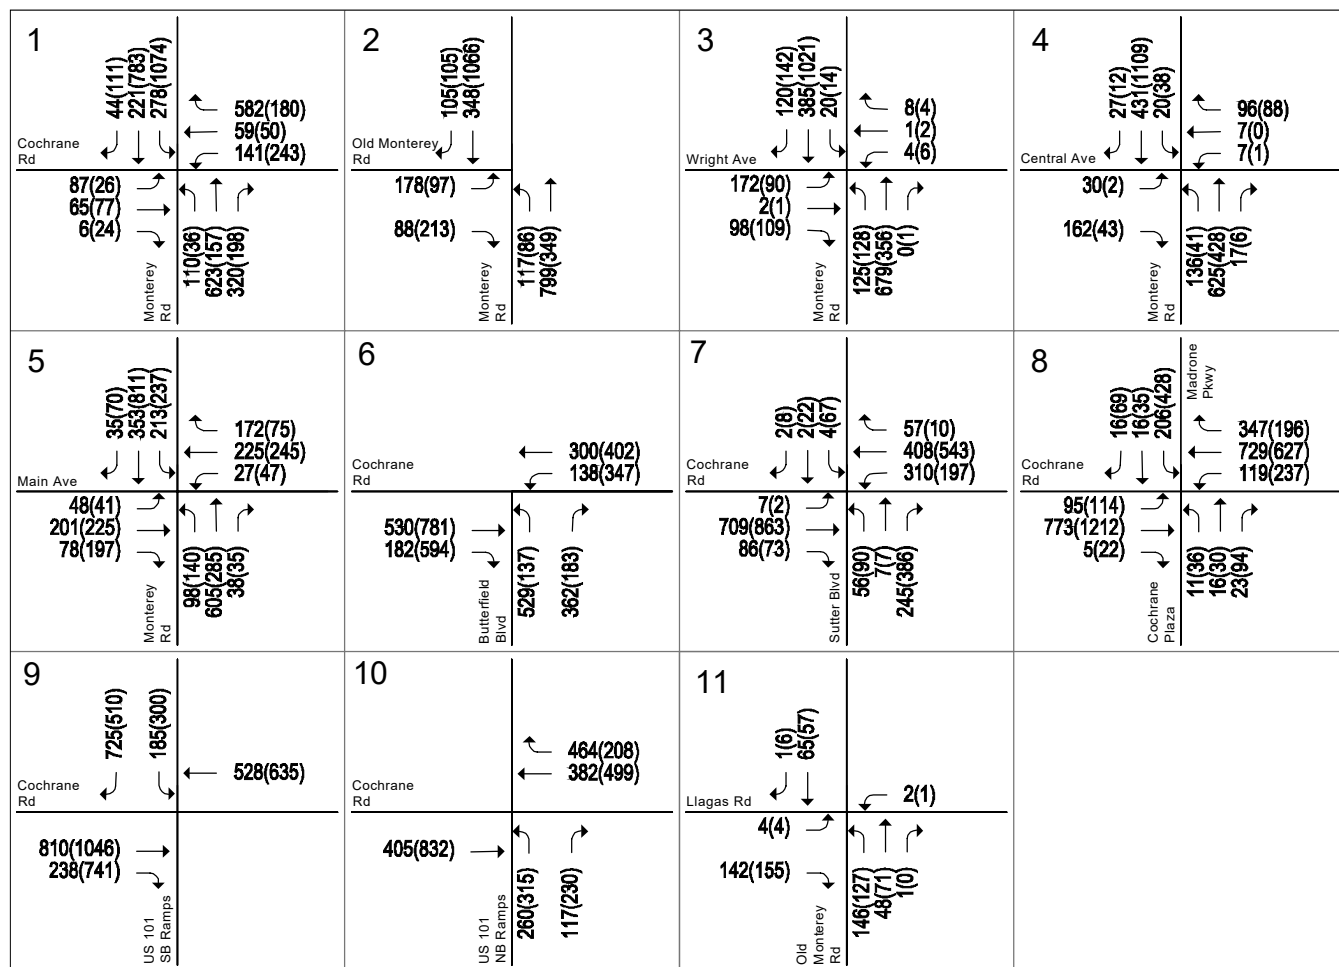 1
44(111)
221(783)
278(1074)
582(180)
59(50)
141(243)
Cochrane
Rd
87(26)
65(77)
6(24)
110(36)
623(157)
320(198)
Monterey
Rd
2
105(105)
348(1066)
Old Monterey
Rd
178(97)
88(213)
117(86)
799(349)
Monterey
Rd
3
120(142)
385(1021)
20(14)
8(4)
1(2)
4(6)
Wright Ave
172(90)
2(1)
98(109)
125(128)
679(356)
0(1)
Monterey
Rd
4
27(12)
431(1109)
20(38)
96(88)
7(0)
7(1)
Central Ave
30(2)
162(43)
136(41)
625(428)
17(6)
Monterey
Rd
5
35(70)
353(811)
213(237)
172(75)
225(245)
27(47)
Main Ave
48(41)
201(225)
78(197)
98(140)
605(285)
38(35)
Monterey
Rd
6
300(402)
138(347)
Cochrane
Rd
530(781)
182(594)
529(137)
362(183)
Butterfield
Blvd
7
2(8)
2(22)
4(67)
57(10)
408(543)
310(197)
Cochrane
Rd
7(2)
709(863)
86(73)
56(90)
7(7)
245(386)
Sutter Blvd
8
16(69)
16(35)
206(428)
Madrone
Pkwy
347(196)
729(627)
119(237)
Cochrane
Rd
95(114)
773(1212)
5(22)
11(36)
16(30)
23(94)
Cochrane
Plaza
9
725(510)
185(300)
528(635)
Cochrane
Rd
810(1046)
238(741)
US 101
SB Ramps
10
464(208)
382(499)
Cochrane
Rd
405(832)
260(315)
117(230)
US 101
NB Ramps
11
1(6)
65(57)
2(1)
Llagas Rd
4(4)
142(155)
146(127)
48(71)
1(0)
Old
Monterey
Rd